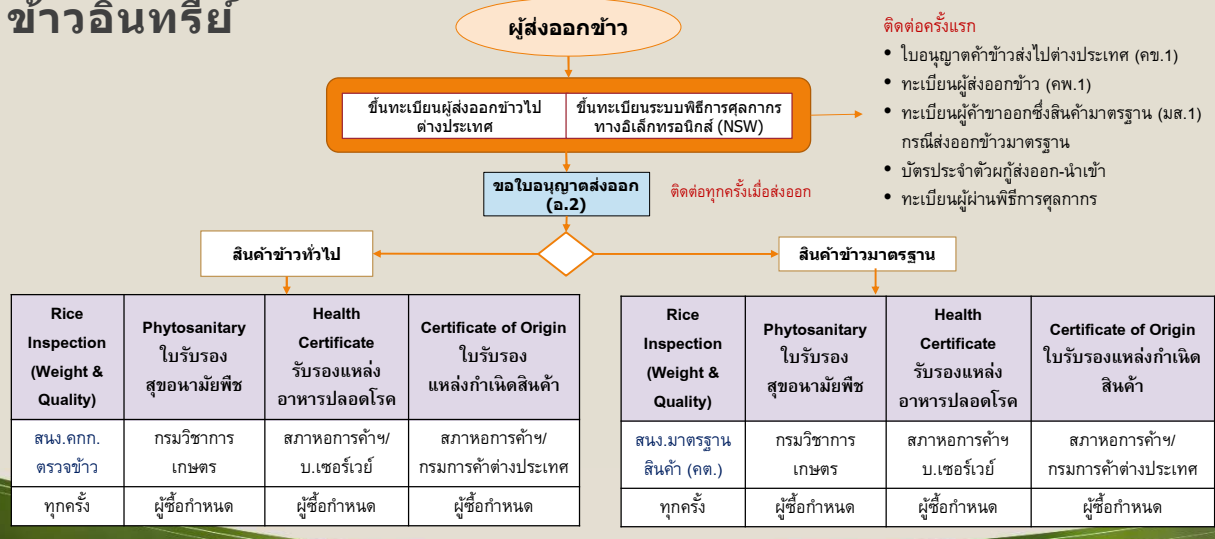 ข้าวอินทรีย์
ผู้ส่งออกข้าว
ติดต่อครั้งแรก
• ใบอนุญาตค้าข้าวส่งไปต่างประเทศ (คข.1)
• ทะเบียนผู้ส่งออกข้าว (คพ.1)
• ทะเบียนผู้ค้าขาออกซึ่งสินค้ามาตรฐาน (มส.1)
กรณีส่งออกข้าวมาตรฐาน
• บัตรประจำตัวผกู้ส่งออก-นำเข้า
• ทะเบียนผู้ผ่านพิธีการศุลกากร
ขึ้นทะเบียนผู้ส่งออกข้าวไป
ต่างประเทศ
ขึ้นทะเบียนระบบพิธีการศุลกากร
ทางอิเล็กทรอนิกส์ (NSW)
ขอใบอนุญาตส่งออก
(อ.2)
ติดต่อทุกครั้งเมื่อส่งออก
สินค้าข้าวทั่วไป
สินค้าข้าวมาตรฐาน
Rice
Inspection
(Weight &
Quality)
Phytosanitary
ใบรับรอง
สุขอนามัยพืช
Health
Certificate
รับรองแหล่ง
อาหารปลอดโรค
Certificate of Origin
ใบรับรอง
แหล่งกำเนิดสินค้า
สนง.คกก.
ตรวจข้าว
กรมวิชาการ
เกษตร
สภาหอการค้าฯ/
บ.เซอร์เวย์
สภาหอการค้าฯ/
กรมการค้าต่างประเทศ
ทุกครั้ง
ผู้ซื้อกำหนด
ผู้ซื้อกำหนด
ผู้ซื้อกำหนด
Rice
Inspection
(Weight &
Quality)
Phytosanitary
ใบรับรอง
สุขอนามัยพืช
Health
Certificate
รับรองแหล่ง
อาหารปลอดโรค
Certificate of Origin
ใบรับรองแหล่งกำเนิด
สินค้า
สนง.มาตรฐาน
สินค้า (คต.)
กรมวิชาการ
เกษตร
สภาหอการค้าฯ
บ.เซอร์เวย์
สภาหอการค้าฯ/
กรมการค้าต่างประเทศ
ทุกครั้ง
ผู้ซื้อกำหนด
ผู้ซื้อกำหนด
ผู้ซื้อกำหนด